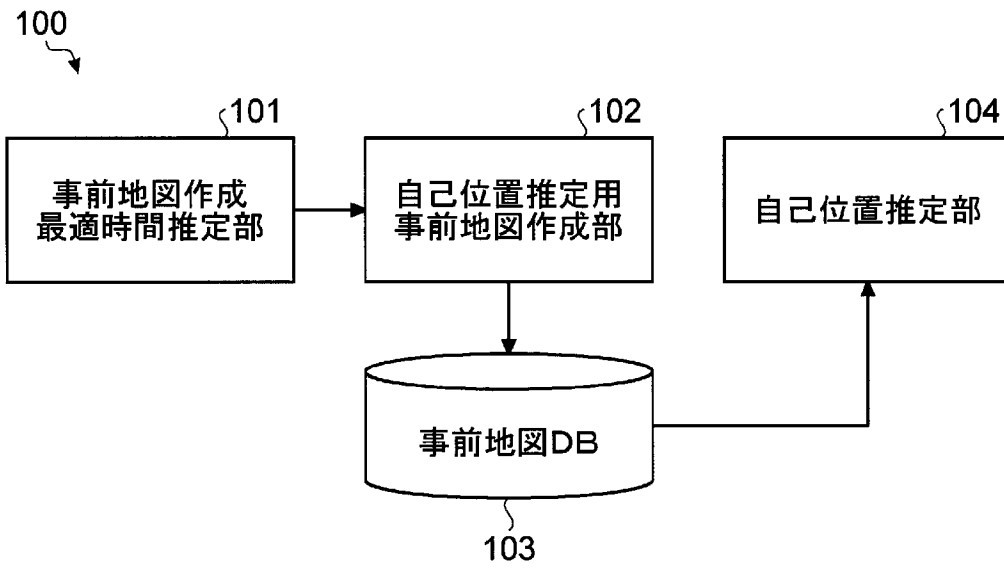 100
101
102
104
事前地図作成
最適時間推定部
自己位置推定用
事前地図作成部
自己位置推定部
事前地図DB
103